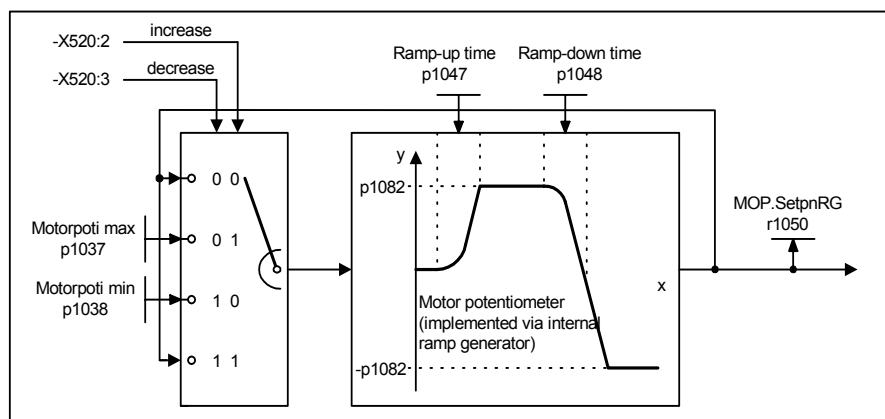 -X520:2
increase
-X520:3
decrease
Ramp-up time
p1047
Ramp-down time
p1048
0 0
Motorpoti max
p1037
0 1
Motorpoti min
p1038
1 0
1 1
y
p1082
Motor potentiometer
(implemented via internal
ramp generator)
x
-p1082
MOP.SetpnRG
r1050